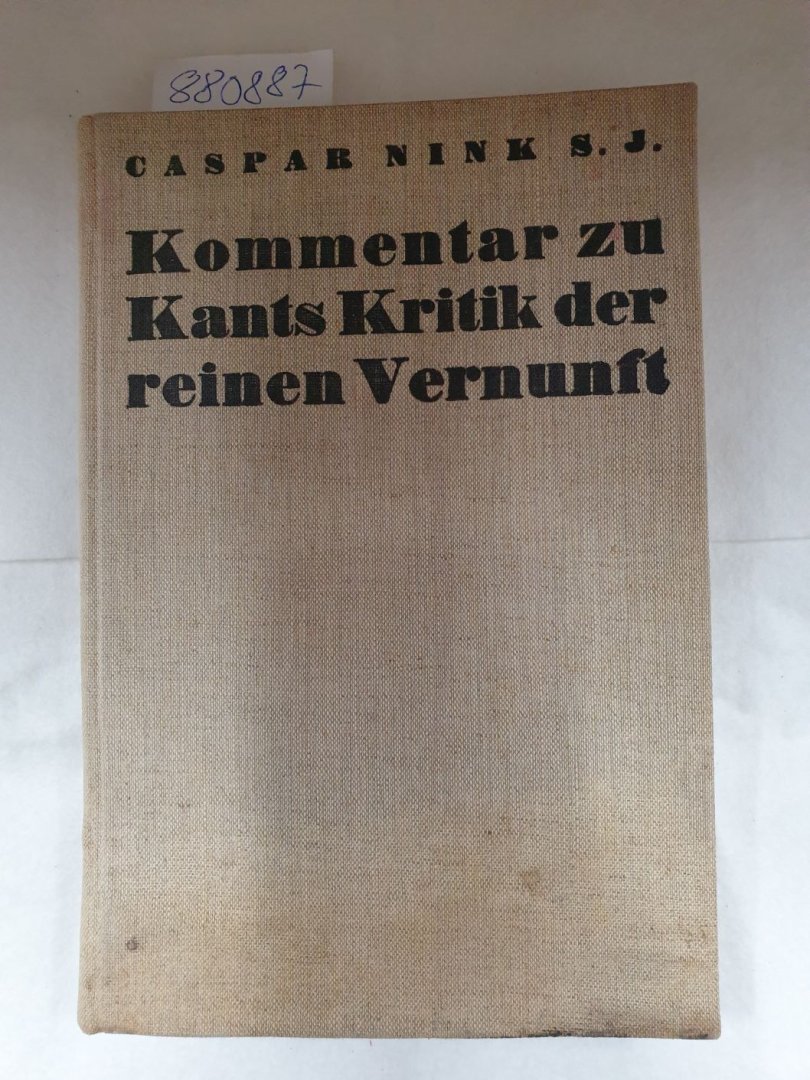 880887
CASPAR NINK S. J.
Kommentar zu
Kants Kritik der
reinen Vernunft